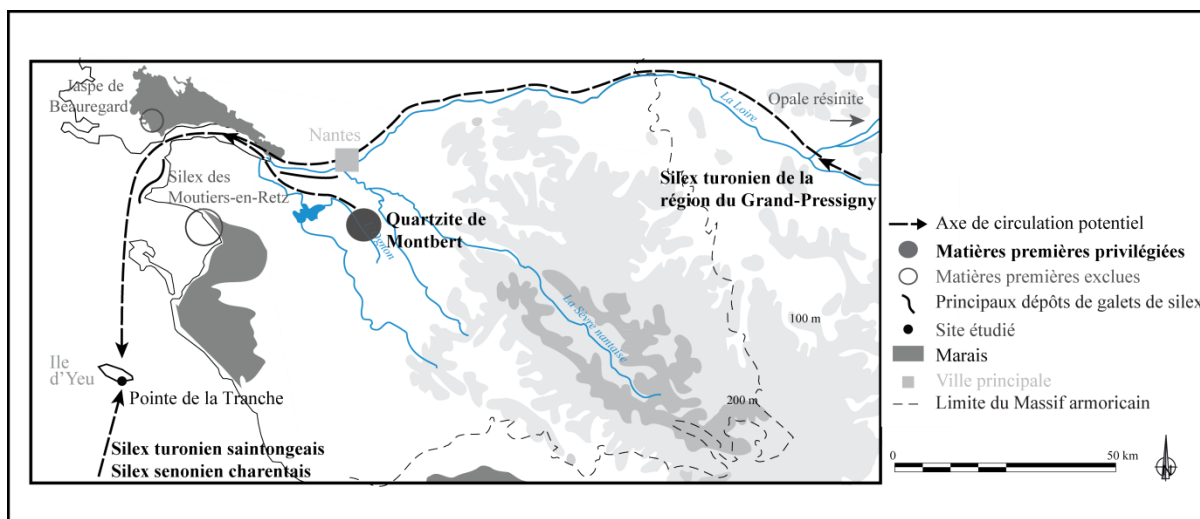 Jaspe de
Beauregard
Nantes
La Loire
Opale résinite
Silex des
Moutiers-en-Retz
Silex turonien de la
région du Grand-Pressigny
Quartzite de
Montbert
La Sèvre nantaise
100 m
200 m
Ile
d'Yeu
Pointe de la Tranche
Silex turonien saintongeais
Silex senonien charentais
Axe de circulation potentiel
Matières premières privilégiées
Matières premières exclues
Principaux dépôts de galets de silex
Site étudié
Marais
Ville principale
Limite du Massif armoricain
0
50 km
N